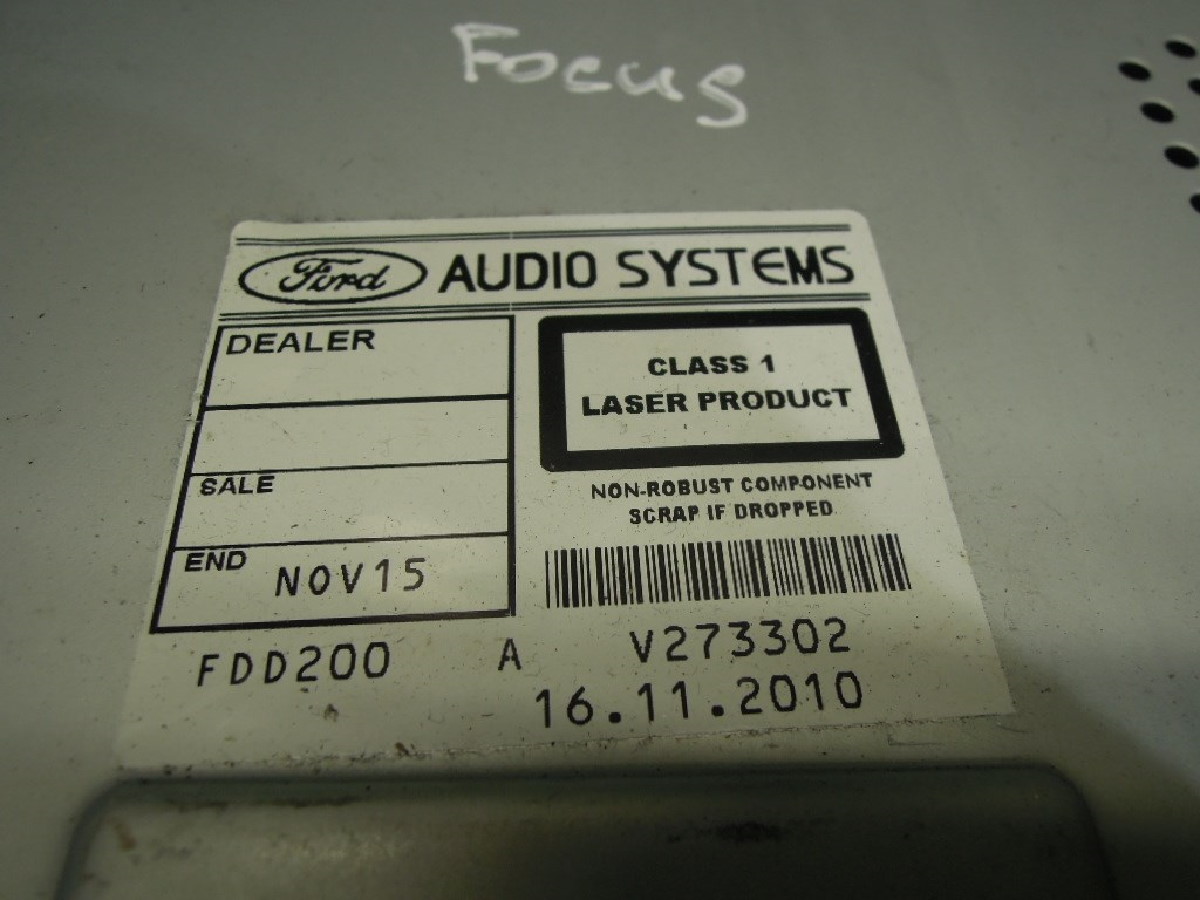 Focus
Ford AUDIO SYSTEMS
DEALER
SALE
END NOV15
CLASS 1
LASER PRODUCT
NON-ROBUST COMPONENT
SCRAP IF DROPPED
FDD200 A V273302
16.11.2010